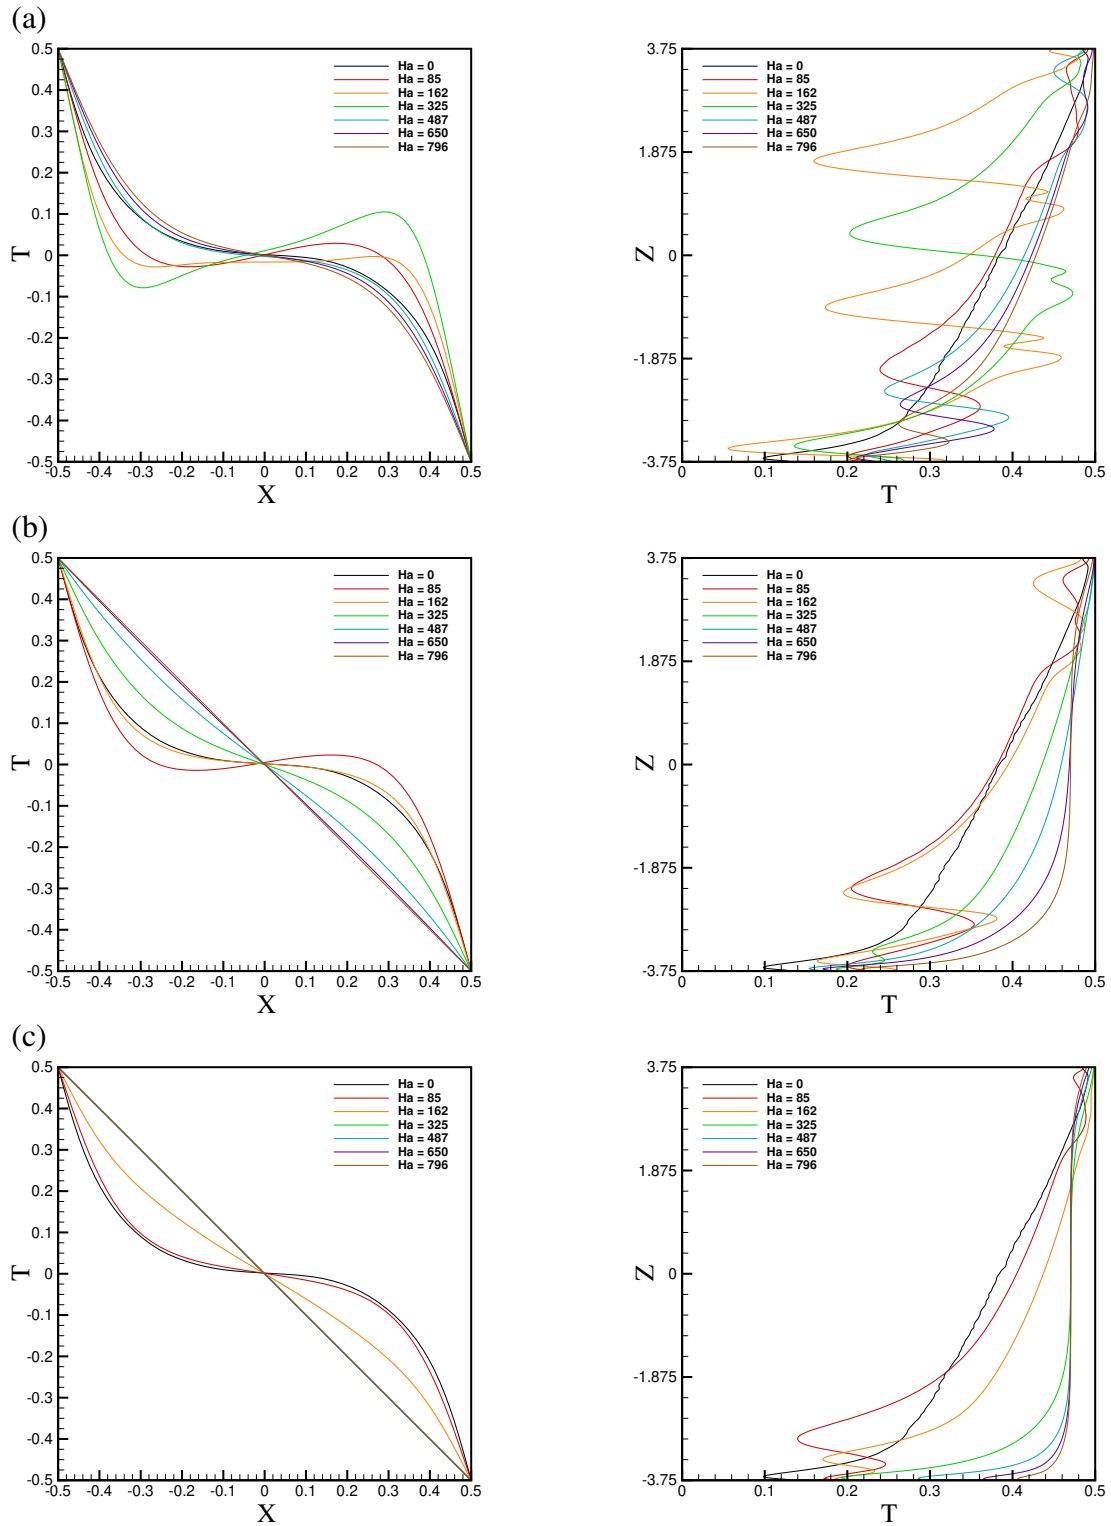 (a)
0.5
0.4
0.3
0.2
0.1
0
-0.1
-0.2
-0.3
-0.4
-0.5
T
-0.5 -0.4 -0.3 -0.2 -0.1 0 0.1 0.2 0.3 0.4 0.5
X
Ha = 0
Ha = 85
Ha = 162
Ha = 325
Ha = 487
Ha = 650
Ha = 796
3.75
1.875
0
-1.875
-3.75
Z
0 0.1 0.2 0.3 0.4 0.5
T
Ha = 0
Ha = 85
Ha = 162
Ha = 325
Ha = 487
Ha = 650
Ha = 796
(b)
0.5
0.4
0.3
0.2
0.1
0
-0.1
-0.2
-0.3
-0.4
-0.5
T
-0.5 -0.4 -0.3 -0.2 -0.1 0 0.1 0.2 0.3 0.4 0.5
X
Ha = 0
Ha = 85
Ha = 162
Ha = 325
Ha = 487
Ha = 650
Ha = 796
3.75
1.875
0
-1.875
-3.75
Z
0 0.1 0.2 0.3 0.4 0.5
T
Ha = 0
Ha = 85
Ha = 162
Ha = 325
Ha = 487
Ha = 650
Ha = 796
(c)
0.5
0.4
0.3
0.2
0.1
0
-0.1
-0.2
-0.3
-0.4
-0.5
T
-0.5 -0.4 -0.3 -0.2 -0.1 0 0.1 0.2 0.3 0.4 0.5
X
Ha = 0
Ha = 85
Ha = 162
Ha = 325
Ha = 487
Ha = 650
Ha = 796
3.75
1.875
0
-1.875
-3.75
Z
0 0.1 0.2 0.3 0.4 0.5
T
Ha = 0
Ha = 85
Ha = 162
Ha = 325
Ha = 487
Ha = 650
Ha = 796